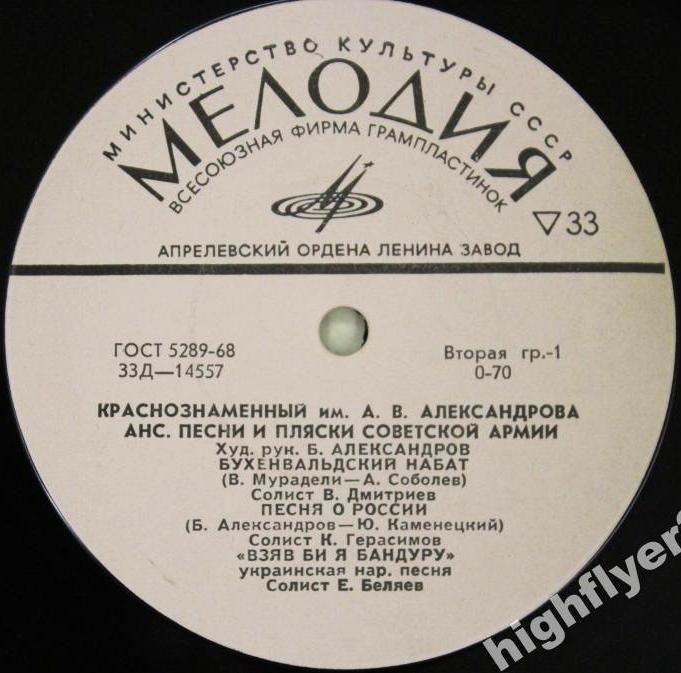 МИНИСТЕРСТВО КУЛЬТУРЫ СССР
МЕЛОДИЯ
ВСЕСОЮЗНАЯ ФИРМА ГРАМПЛАСТИНОК
▽33
АПРЕЛЕВСКИЙ ОРДЕНА ЛЕНИНА ЗАВОД
ГОСТ 5289-68
33Д—14557
Вторая гр.-1
0-70
КРАСНОЗНАМЕННЫЙ им. А. В. АЛЕКСАНДРОВА
АНС. ПЕСНИ И ПЛЯСКИ СОВЕТСКОЙ АРМИИ
Худ. рук. Б. АЛЕКСАНДРОВ
БУХЕНВАЛЬДСКИЙ НАБАТ
(В. Мурадели—А. Соболев)
Солист В. Дмитриев
ПЕСНЯ О РОССИИ
(Б. Александров—Ю. Каменецкий)
Солист К. Герасимов
«ВЗЯВ БИ Я БАНДУРУ»
украинская нар. песня
Солист Е. Беляев